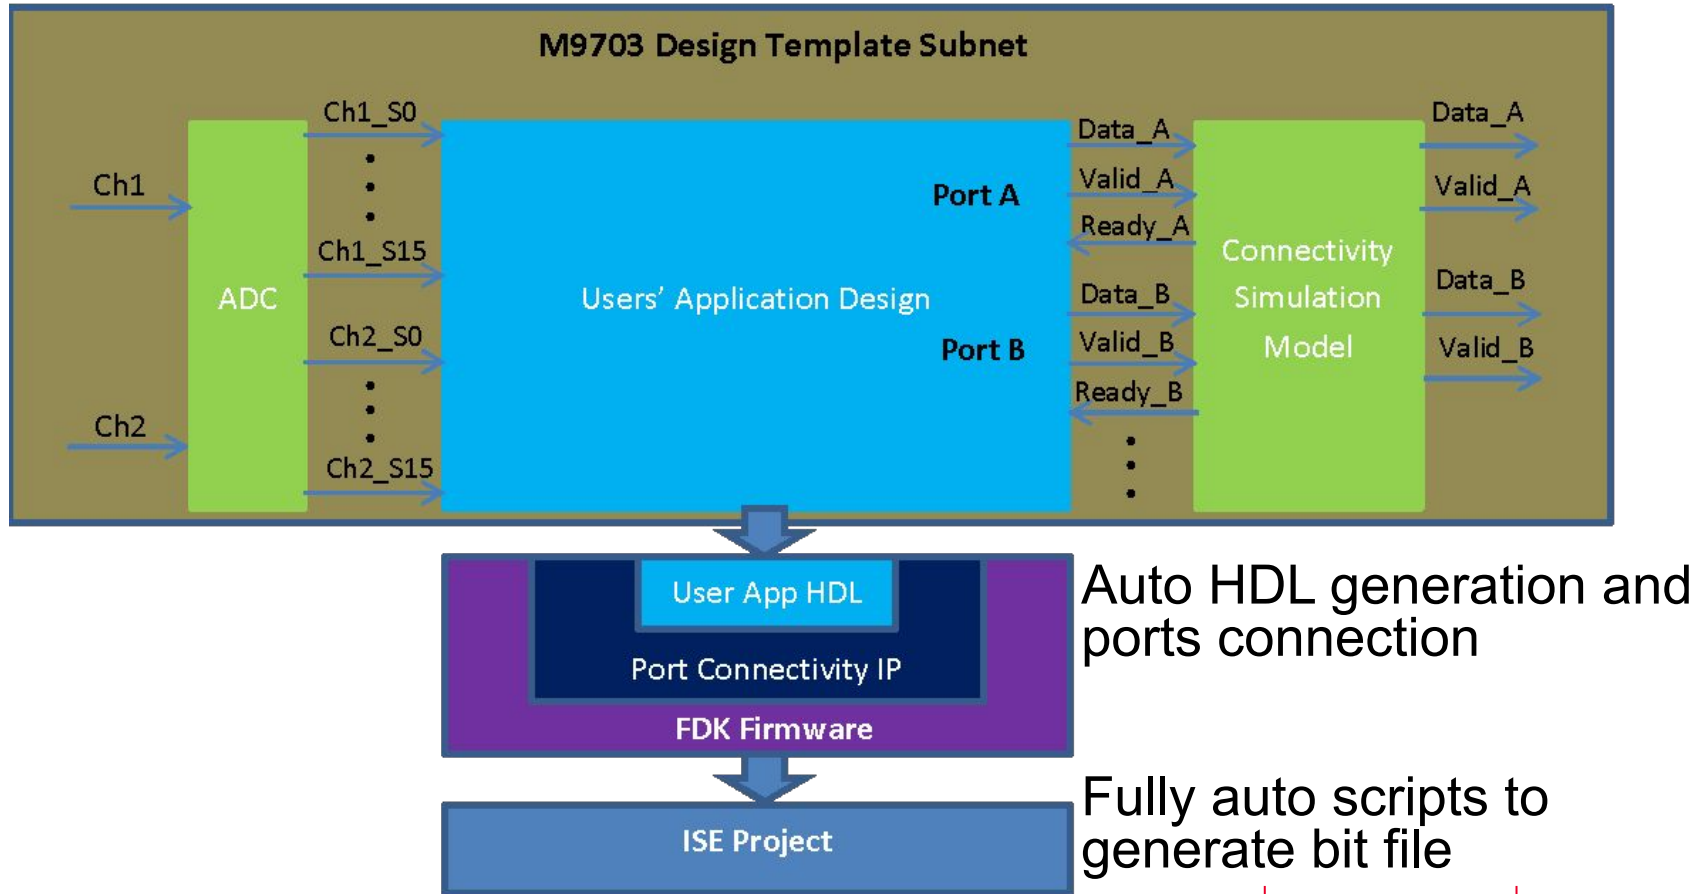 M9703 Design Template Subnet
Ch1
Ch2
ADC
Ch1_S0
Ch1_S15
Ch2_S0
Ch2_S15
Users' Application Design
Port A
Port B
Data_A
Valid_A
Ready_A
Data_B
Valid_B
Ready_B
Connectivity
Simulation
Model
Data_A
Valid_A
Data_B
Valid_B
User App HDL
Port Connectivity IP
FDK Firmware
Auto HDL generation and
ports connection
ISE Project
Fully auto scripts to
generate bit file